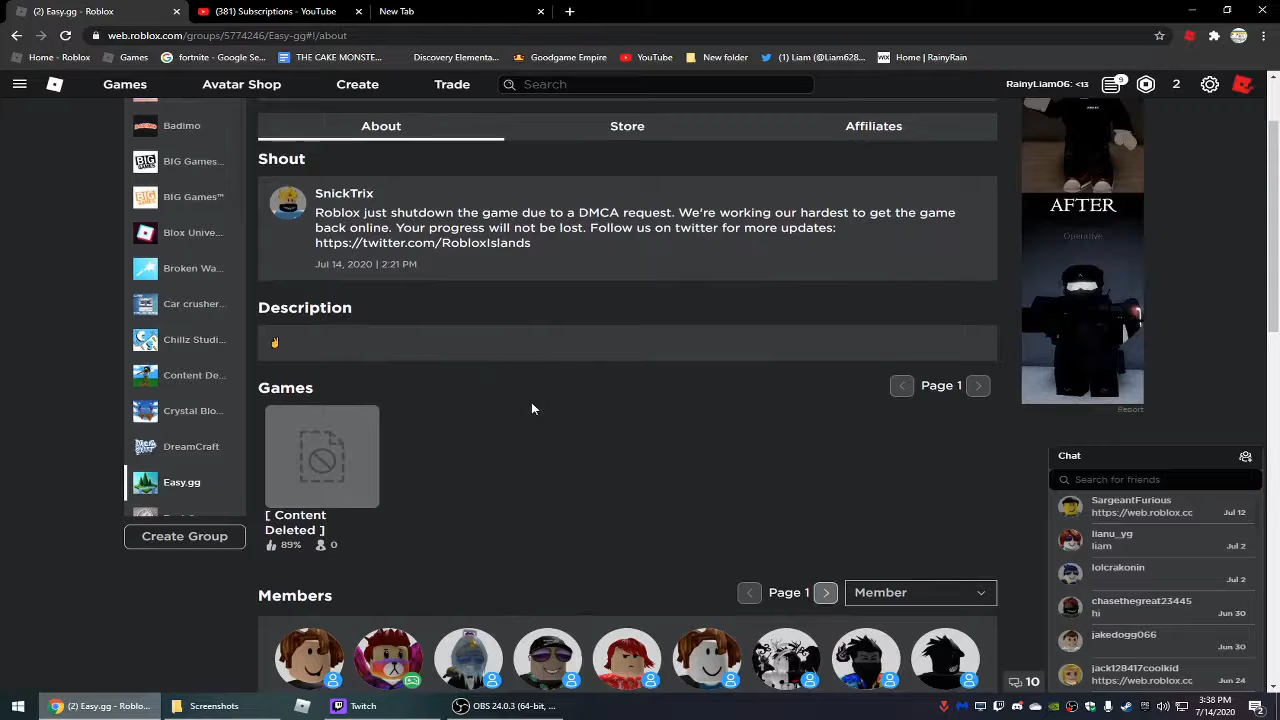 (2) Easy.gg - Roblox
(381) Subscriptions - YouTube
New Tab
web.roblox.com/groups/5774246/Easy-gg#!/about
Home - Roblox
Games
fortnite - Google S...
THE CAKE MONSTE...
Discovery Elementa...
Goodgame Empire
YouTube
New folder
(1) Liam (@Liam628...
Home | RainyRain
Games
Avatar Shop
Create
Trade
Search
RainyLiam06: <13
9
2
Badimo
BIG Games...
BIG Games™
Blox Unive...
Broken Wa...
Car crusher...
Chillz Studi...
Content De...
Crystal Blo...
DreamCraft
Easy.gg
Create Group
About
Store
Affiliates
Shout
SnickTrix
Roblox just shutdown the game due to a DMCA request. We're working our hardest to get the game
back online. Your progress will not be lost. Follow us on twitter for more updates:
https://twitter.com/RobloxIslands
Jul 14, 2020 | 2:21 PM
Description
✌
Games
Page 1
[ Content
Deleted ]
89%
0
Members
Page 1
Member
AFTER
Operative
Report
Chat
Search for friends
SargeantFurious
https://web.roblox.cc
Jul 12
lianu_yg
liam
Jul 2
lolcrakonin
Jul 2
chasethegreat23445
hi
Jun 30
jakedogg066
Jun 30
jack128417coolkid
https://web.roblox.cc
Jun 24
10
(2) Easy.gg - Roblo...
Screenshots
Twitch
OBS 24.0.3 (64-bit, ...
3:38 PM
7/14/2020
2